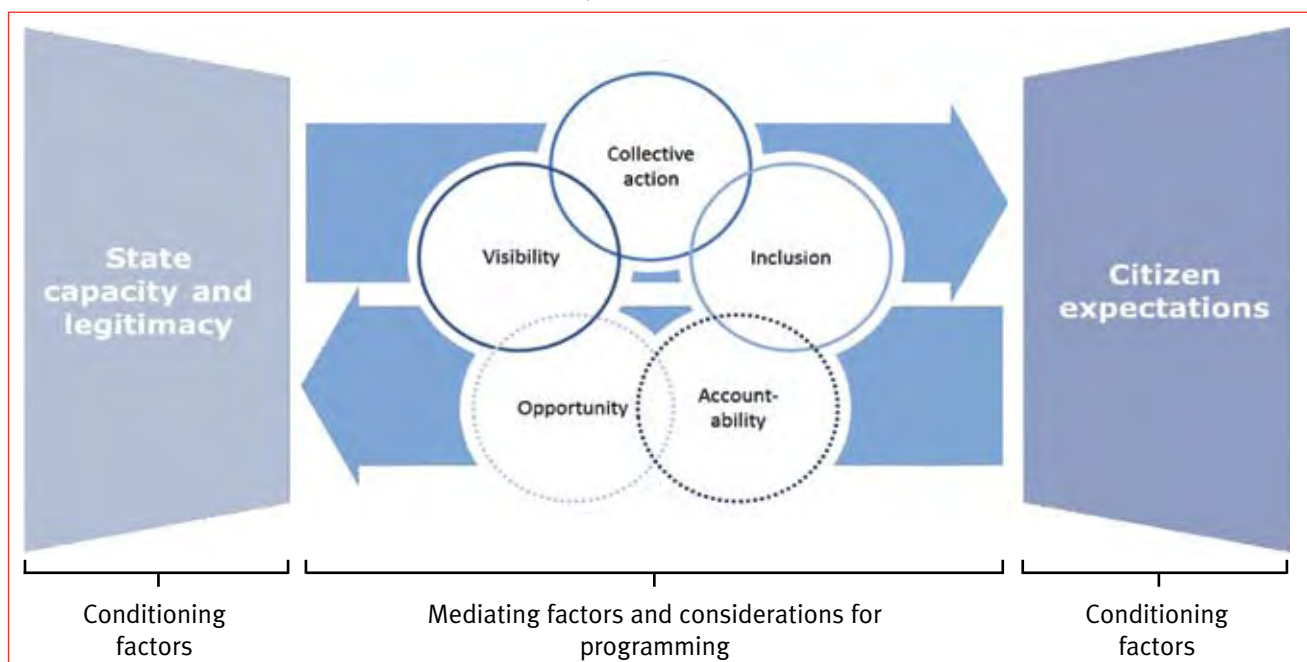 State
capacity and
legitimacy
Collective
action
Visibility
Inclusion
Opportunity
Account-
ability
Citizen
expectations
Conditioning
factors
Mediating factors and considerations for
programming
Conditioning
factors